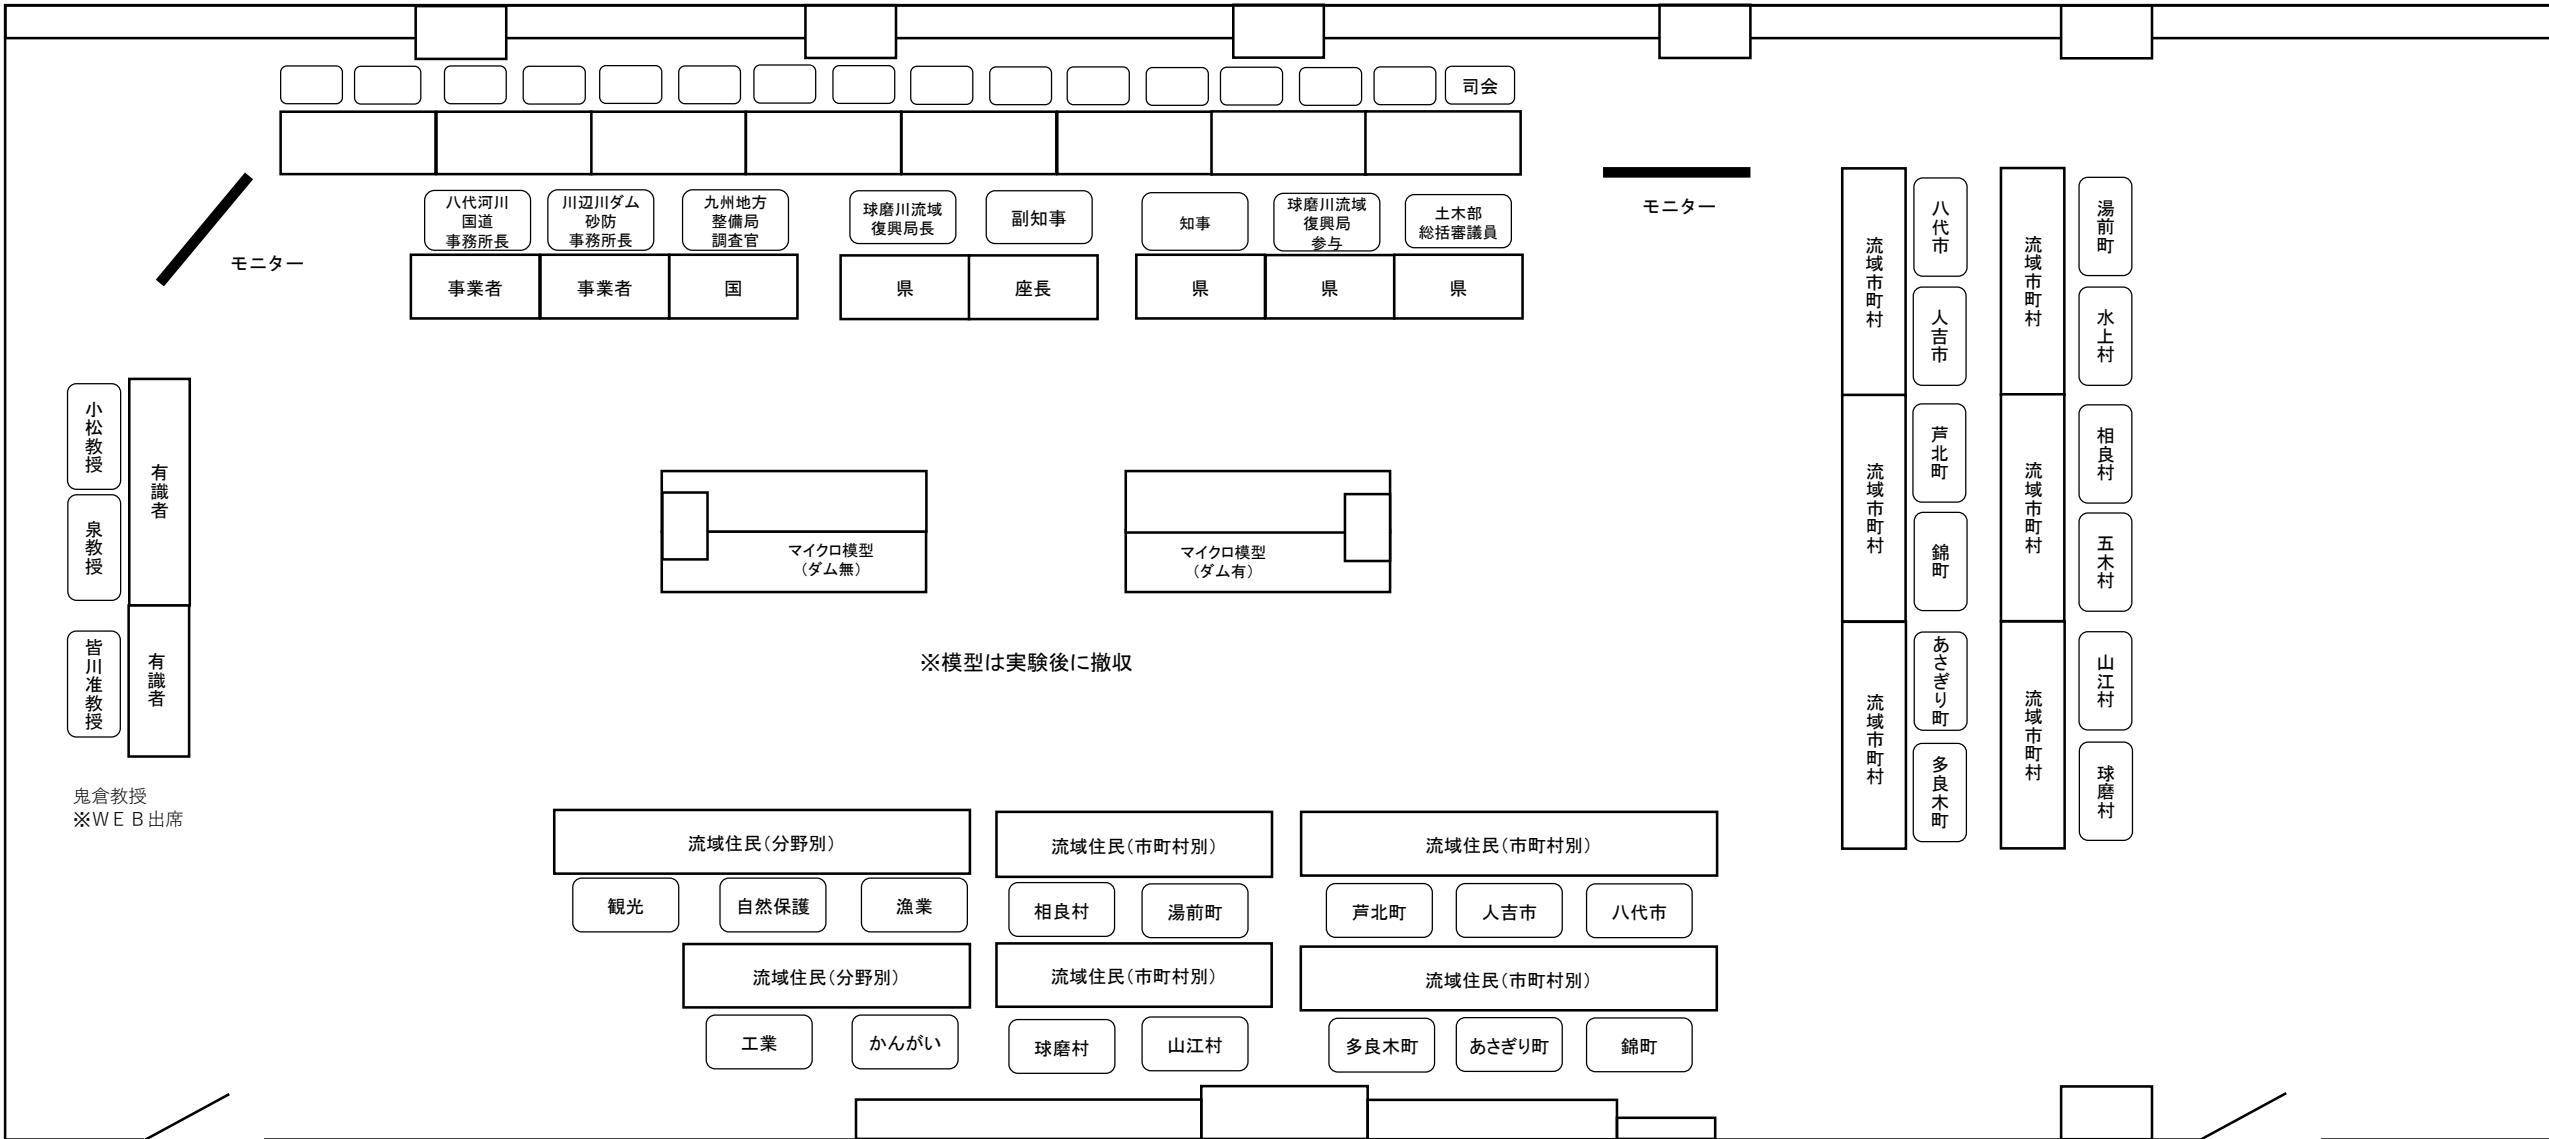 司会
八代河川
国道
事務所長
川辺川ダム
砂防
事務所長
九州地方
整備局
調査官
球磨川流域
復興局長
副知事
知事
球磨川流域
復興局
参与
土木部
総括審議員
モニター
モニター
事業者
事業者
国
県
座長
県
県
県
流域市町村
八代市
人吉市
流域市町村
湯前町
水上村
流域市町村
芦北町
錦町
流域市町村
相良村
五木村
流域市町村
あさぎり町
多良木町
流域市町村
山江村
球磨村
小松教授
泉教授
有識者
皆川准教授
有識者
鬼倉教授
※ＷＥＢ出席
マイクロ模型
（ダム無）
マイクロ模型
（ダム有）
※模型は実験後に撤収
流域住民（分野別）
流域住民（市町村別）
流域住民（市町村別）
観光
自然保護
漁業
相良村
湯前町
芦北町
人吉市
八代市
流域住民（分野別）
流域住民（市町村別）
流域住民（市町村別）
工業
かんがい
球磨村
山江村
多良木町
あさぎり町
錦町